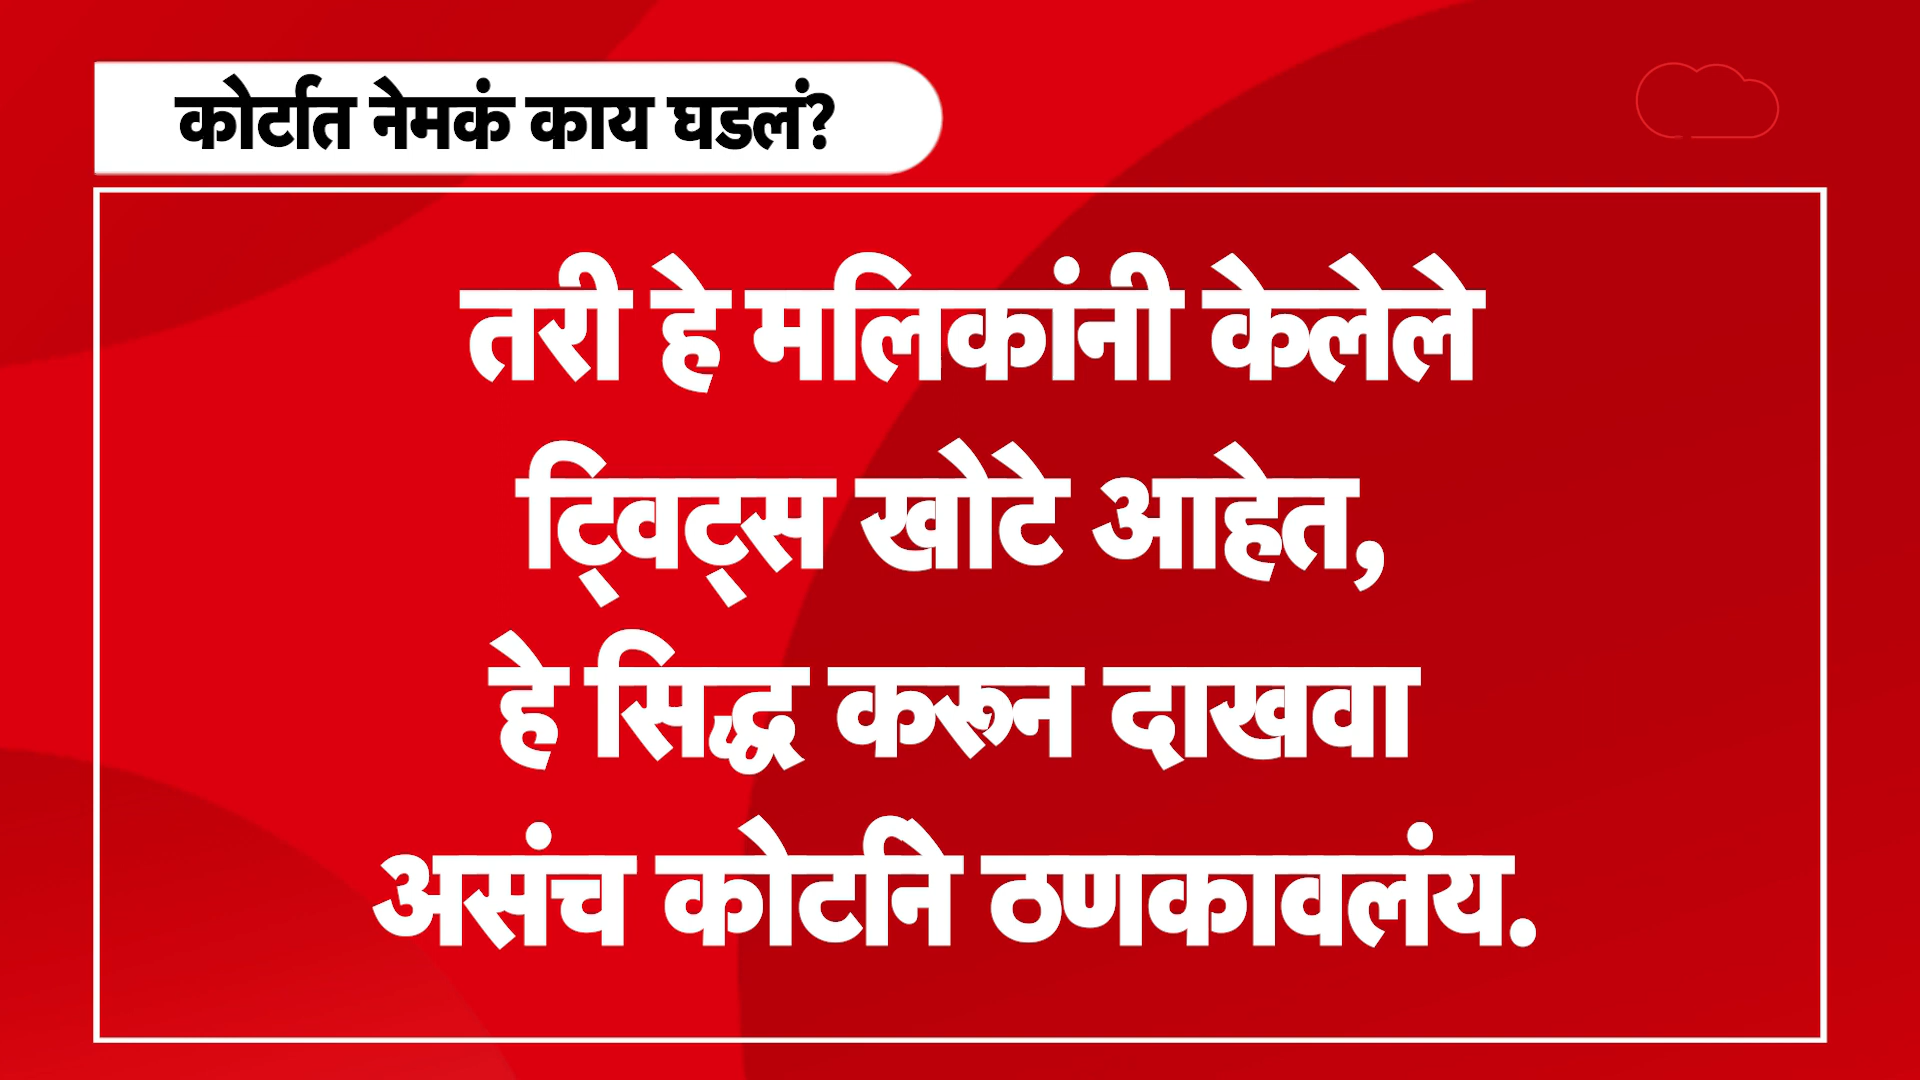 कोर्टात नेमकं काय घडलं?
तरी हे मलिकांनी केलेले
ट्विट्स खोटे आहेत,
हे सिद्ध करून दाखवा
असंच कोर्टाने ठणकावलंय.